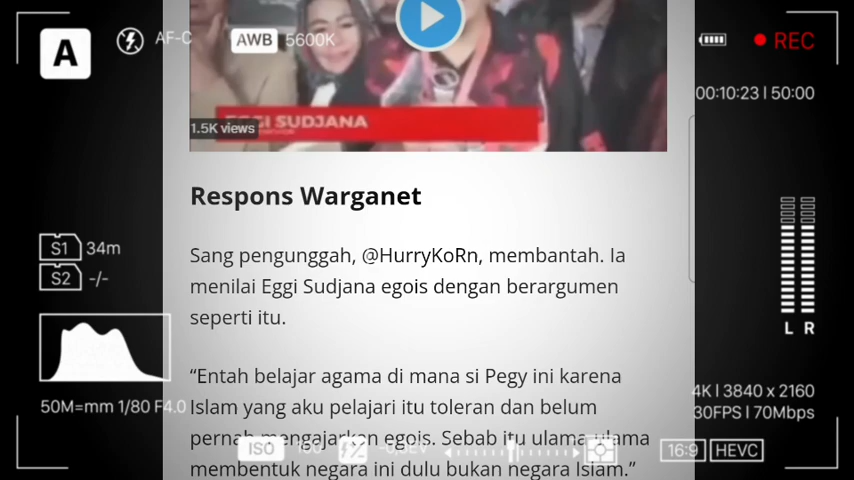 A
AF-C
AWB 5600K
REC
00:10:23 | 50:00
EGGI SUDJANA
1.5K views
Respons Warganet
S1 34m
S2 -/-
Sang pengunggah, @HurryKoRn, membantah. Ia
menilai Eggi Sudjana egois dengan berargumen
seperti itu.
L R
“Entah belajar agama di mana si Pegy ini karena
Islam yang aku pelajari itu toleran dan belum
pernah mengajarkan egois. Sebab itu ulama-ulama
membentuk negara ini dulu bukan negara Islam.”
50M=mm 1/80 F4.0
4K | 3840 x 2160
30FPS | 70Mbps
ISO 100
16:9 HEVC